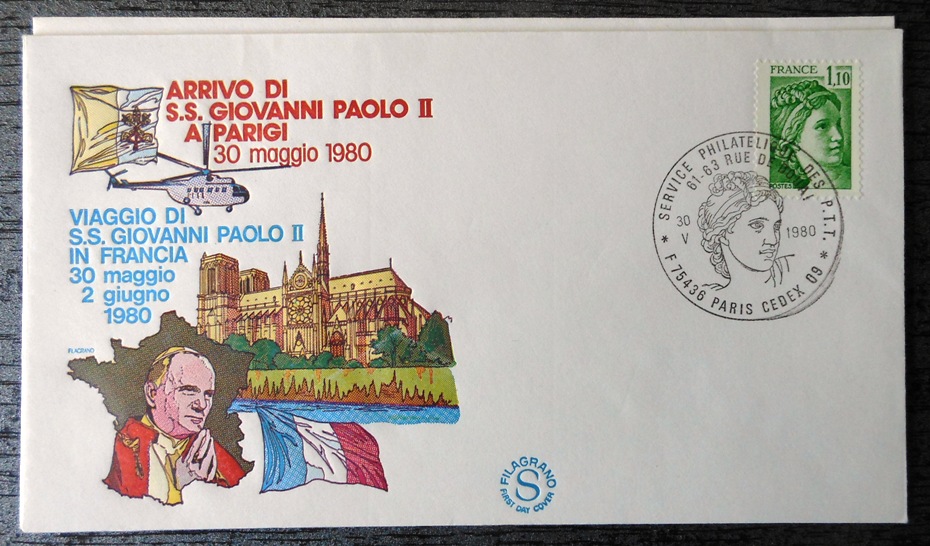 ARRIVO DI
S.S. GIOVANNI PAOLO II
A PARIGI
30 maggio 1980
VIAGGIO DI
S.S. GIOVANNI PAOLO II
IN FRANCIA
30 maggio
2 giugno
1980
FILAGRANO
FRANCE
1,10
POSTES
* SERVICE PHILATELIQUE DES P.T.T. *
61-63 RUE
30
V
1980
F 75436 PARIS CEDEX 09
FILAGRANO
S
FIRST DAY COVER